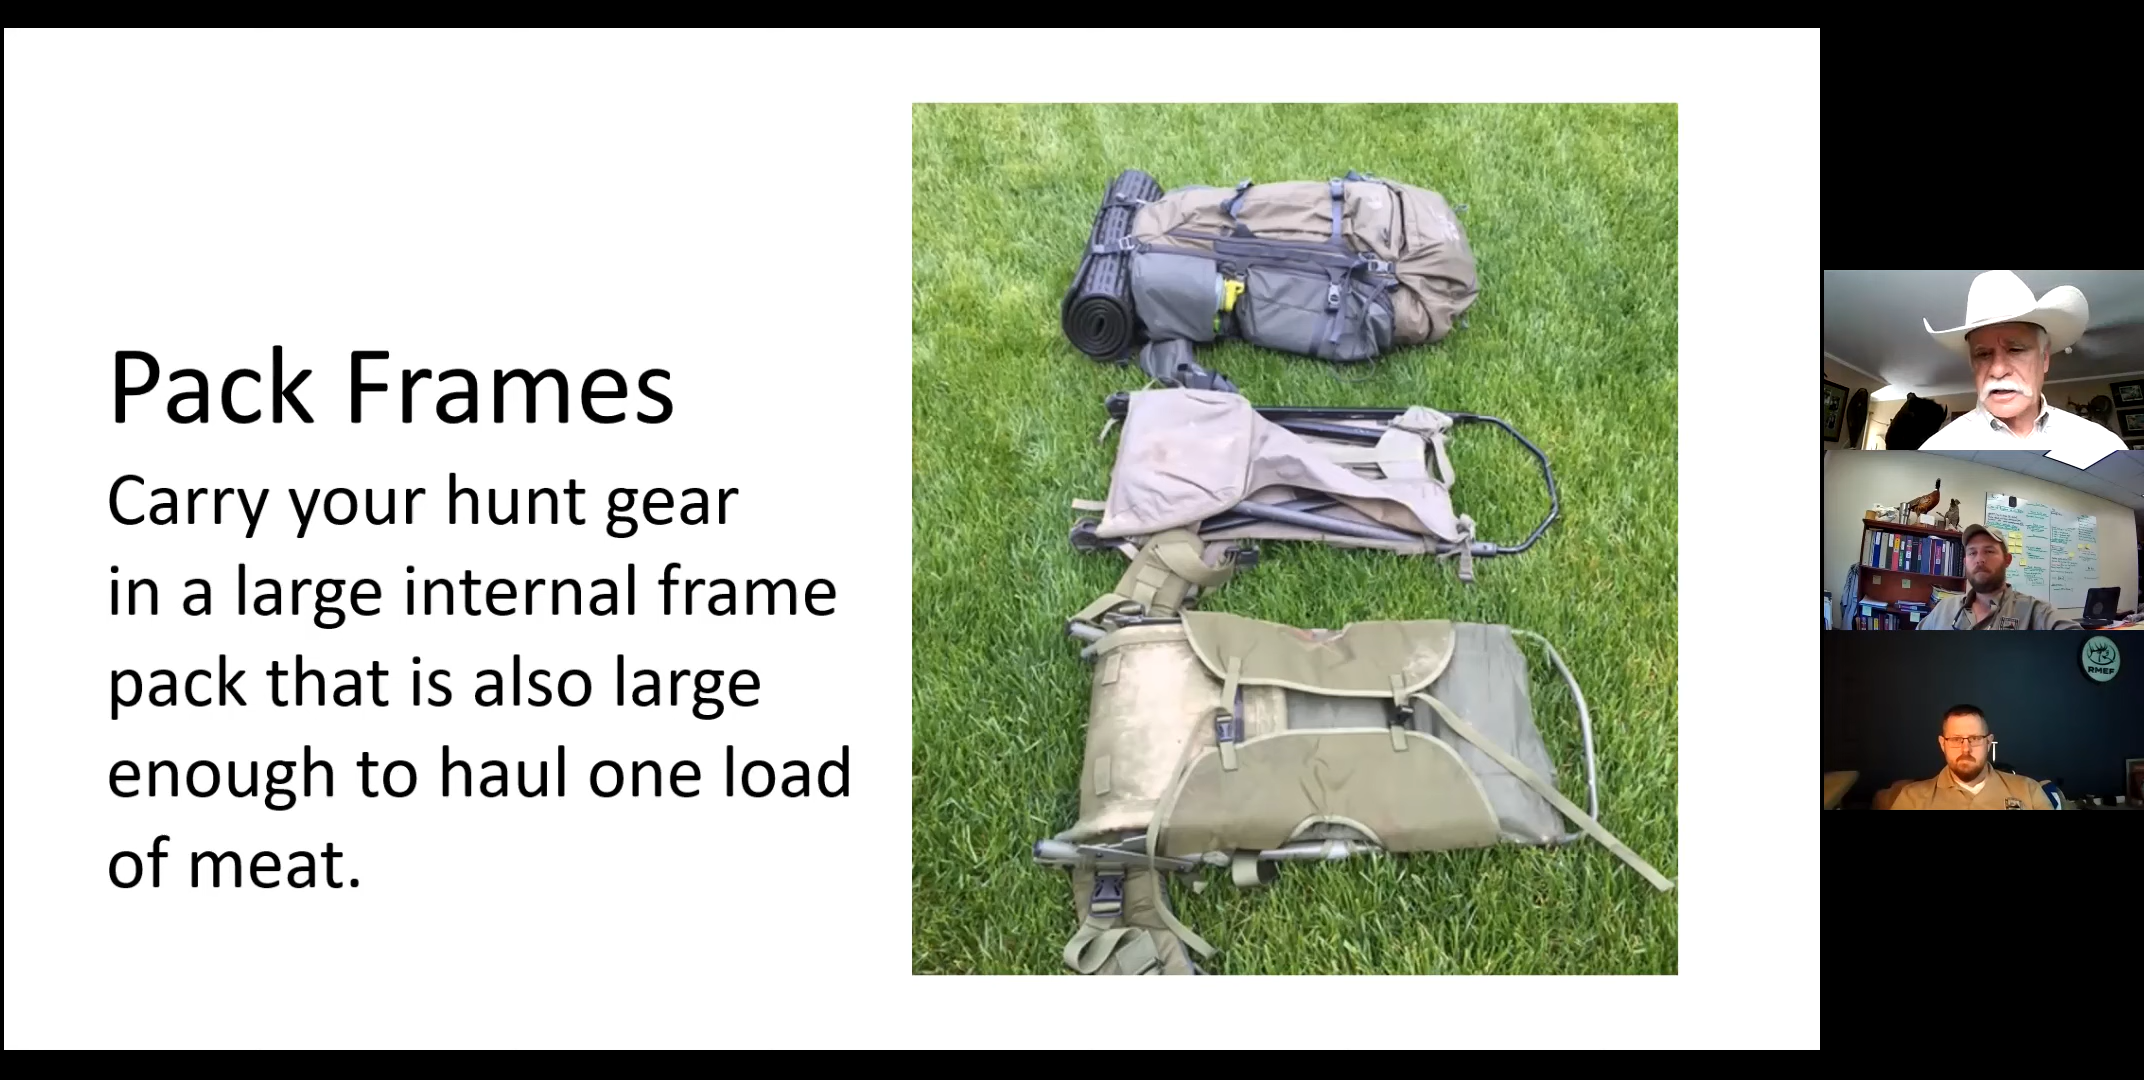 Pack Frames
Carry your hunt gear
in a large internal frame
pack that is also large
enough to haul one load
of meat.
RMEF